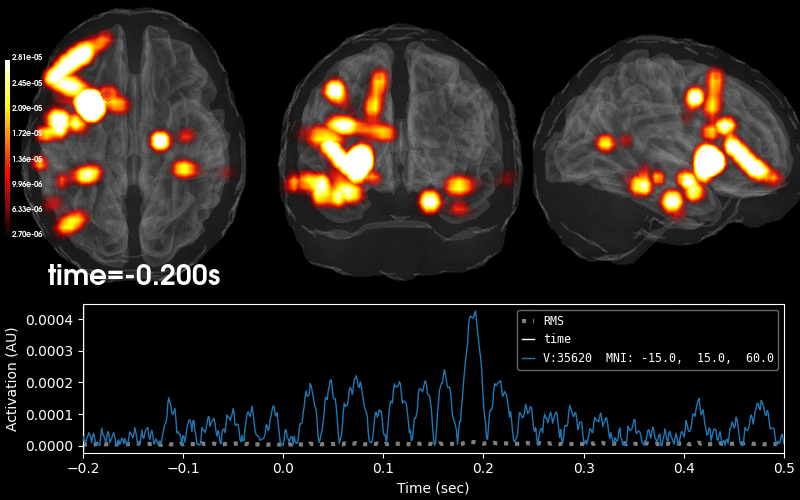 2.81e-05
2.45e-05
2.09e-05
1.72e-05
1.36e-05
9.96e-06
6.33e-06
2.70e-06
time=-0.200s
Activation (AU)
0.0004
0.0003
0.0002
0.0001
0.0000
RMS
time
V:35620 MNI: -15.0, 15.0, 60.0
−0.2 −0.1 0.0 0.1 0.2 0.3 0.4 0.5
Time (sec)